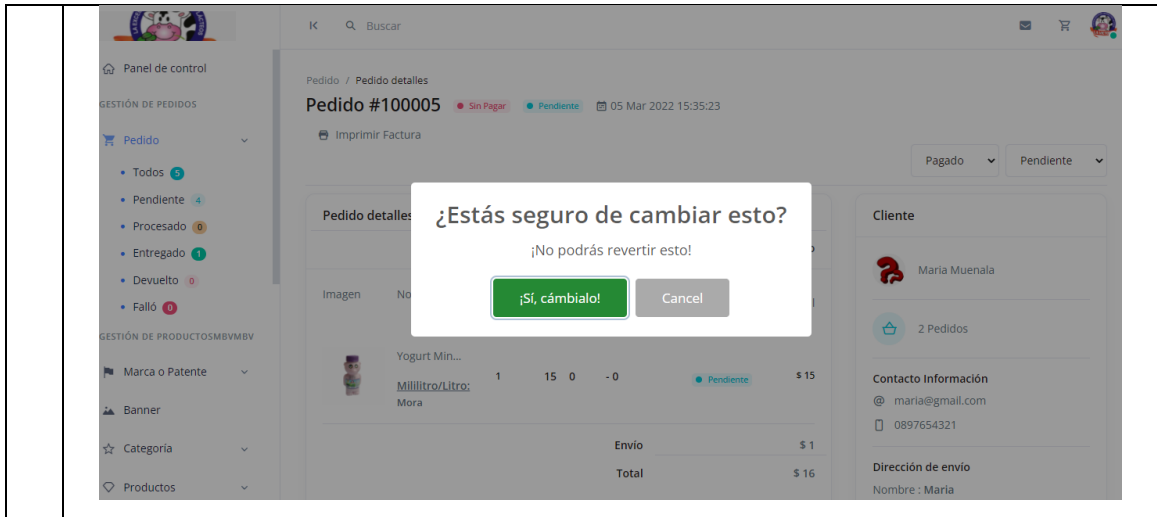 Buscar
Panel de control
GESTIÓN DE PEDIDOS
Pedido
Todos 5
Pendiente 4
Procesado 0
Entregado 1
Devuelto 0
Falló 0
GESTIÓN DE PRODUCTOSMBVMBV
Marca o Patente
Banner
Categoría
Productos
Pedido / Pedido detalles
Pedido #100005 Sin Pagar Pendiente 05 Mar 2022 15:35:23
Imprimir Factura
Pagado Pendiente
Pedido detalles
¿Estás seguro de cambiar esto?
¡No podrás revertir esto!
¡Sí, cámbialo! Cancel
Imagen No
Yogurt Min...
Mililitro/Litro:
Mora
1 15 0 - 0 Pendiente $ 15
Envío $ 1
Total $ 16
Cliente
Maria Muenala
2 Pedidos
Contacto Información
@ maria@gmail.com
0897654321
Dirección de envío
Nombre : Maria